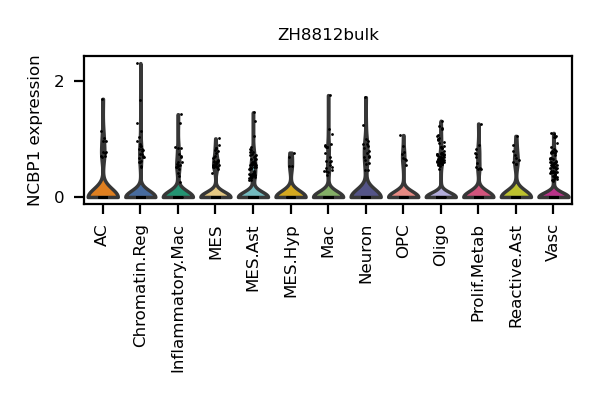 ZH8812bulk
NCBP1 expression
2
0
AC
Chromatin.Reg
Inflammatory.Mac
MES
MES.Ast
MES.Hyp
Mac
Neuron
OPC
Oligo
Prolif.Metab
Reactive.Ast
Vasc